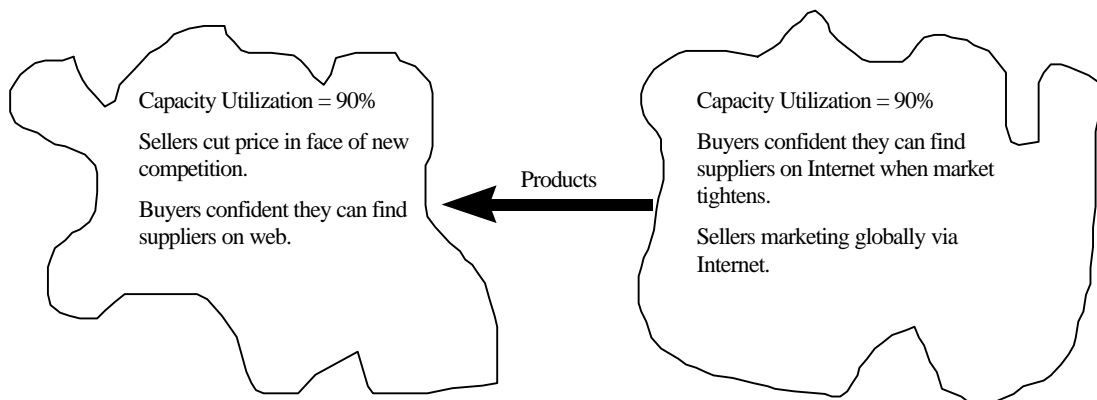 Capacity Utilization = 90%
Sellers cut price in face of new
competition.
Buyers confident they can find
suppliers on web.
Products
Capacity Utilization = 90%
Buyers confident they can find
suppliers on Internet when market
tightens.
Sellers marketing globally via
Internet.